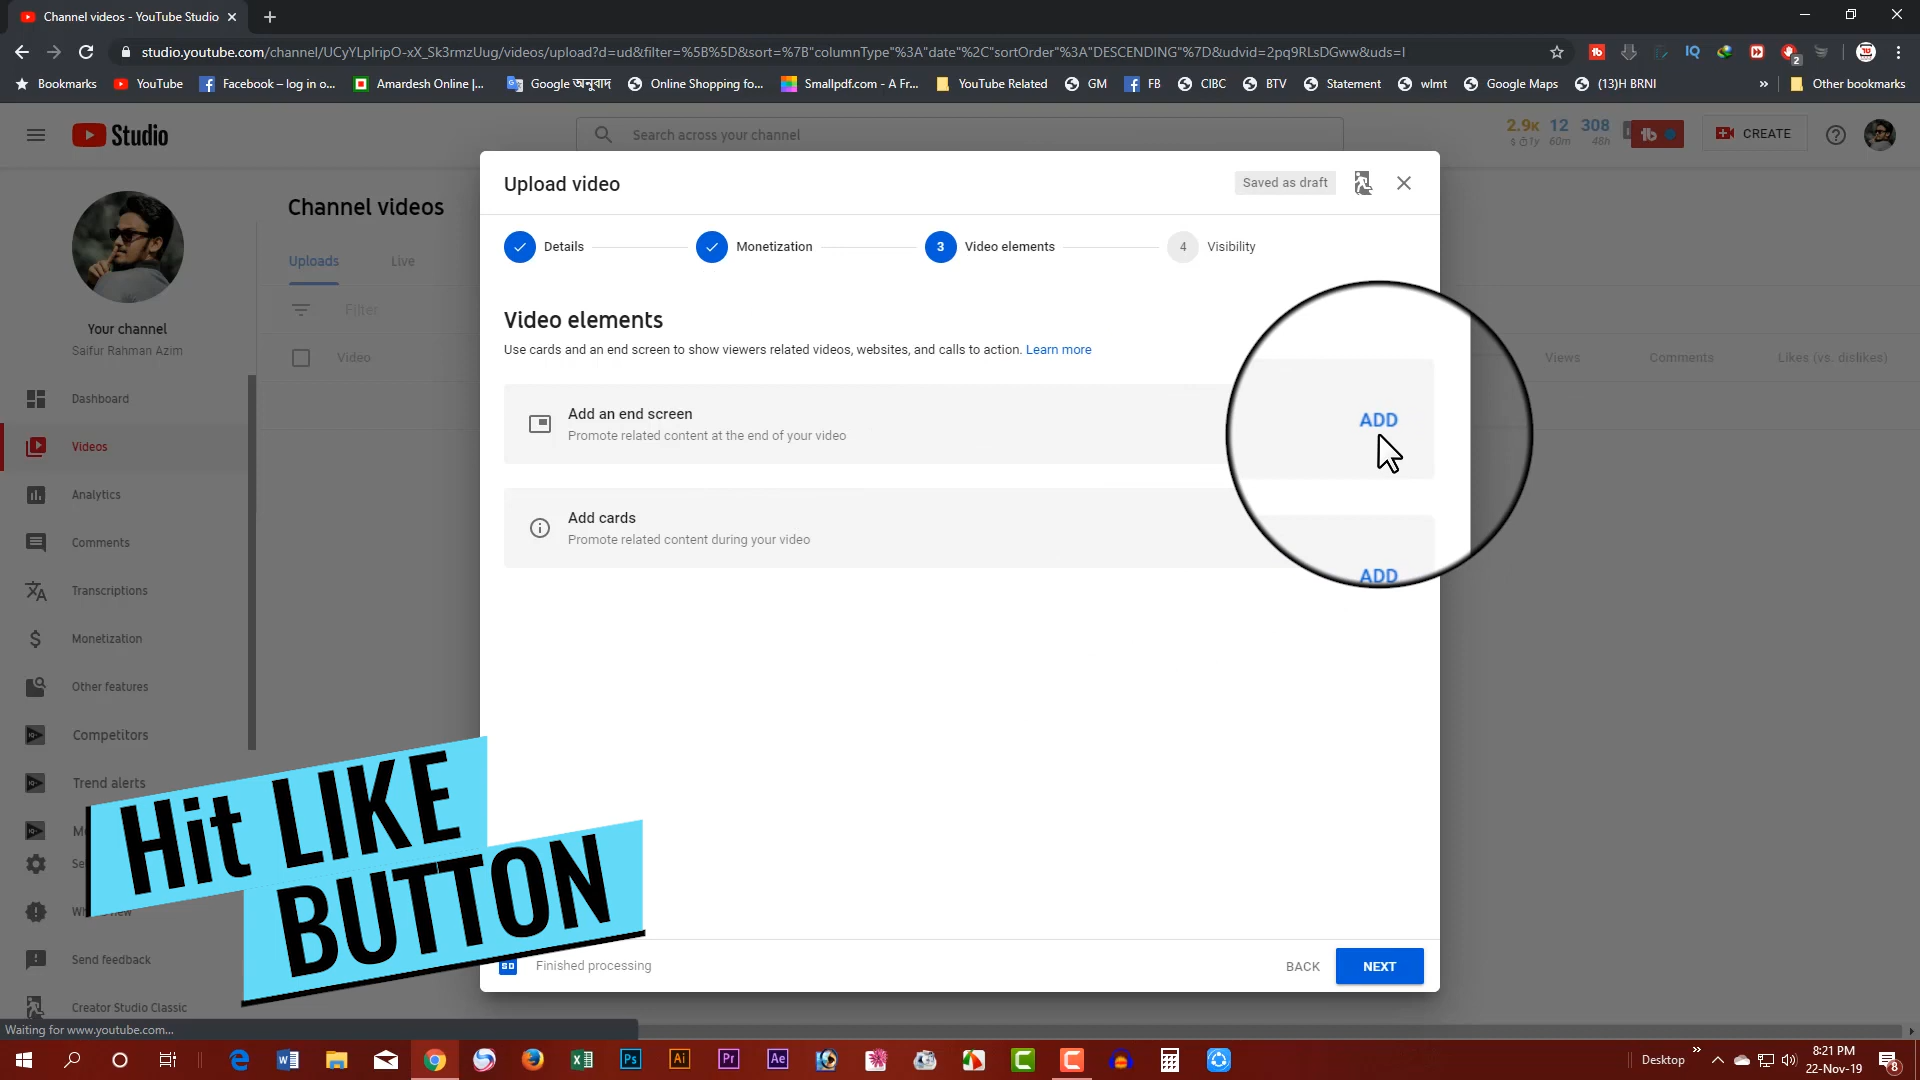 Channel videos - YouTube Studio
studio.youtube.com/channel/UCyYLplripO-xX_Sk3rmzUug/videos/upload?d=ud&filter=%5B%5D&sort=%7B"columnType"%3A"date"%2C"sortOrder"%3A"DESCENDING"%7D&udvid=2pq9RLsDGww&uds=l
2
Bookmarks YouTube Facebook – log in o... Amardesh Online |... Google অনুবাদ Online Shopping fo... Smallpdf.com - A Fr... YouTube Related GM FB CIBC BTV Statement wlmt Google Maps (13)H BRNI » Other bookmarks
Studio
Search across your channel
2.9K 12 308
1y 60m 48h
CREATE
Channel videos
Uploads Live
Filter
Video Views Comments Likes (vs. dislikes)
Your channel
Saifur Rahman Azim
Dashboard
Videos
Analytics
Comments
Transcriptions
Monetization
Other features
Competitors
Trend alerts
Send feedback
Creator Studio Classic
Upload video
Saved as draft
Details
Monetization
3 Video elements
4 Visibility
Video elements
Use cards and an end screen to show viewers related videos, websites, and calls to action. Learn more
Add an end screen
Promote related content at the end of your video
ADD
Add cards
Promote related content during your video
ADD
Hit LIKE
BUTTON
Finished processing
BACK
NEXT
Waiting for www.youtube.com...
Desktop
8:21 PM
22-Nov-19
8